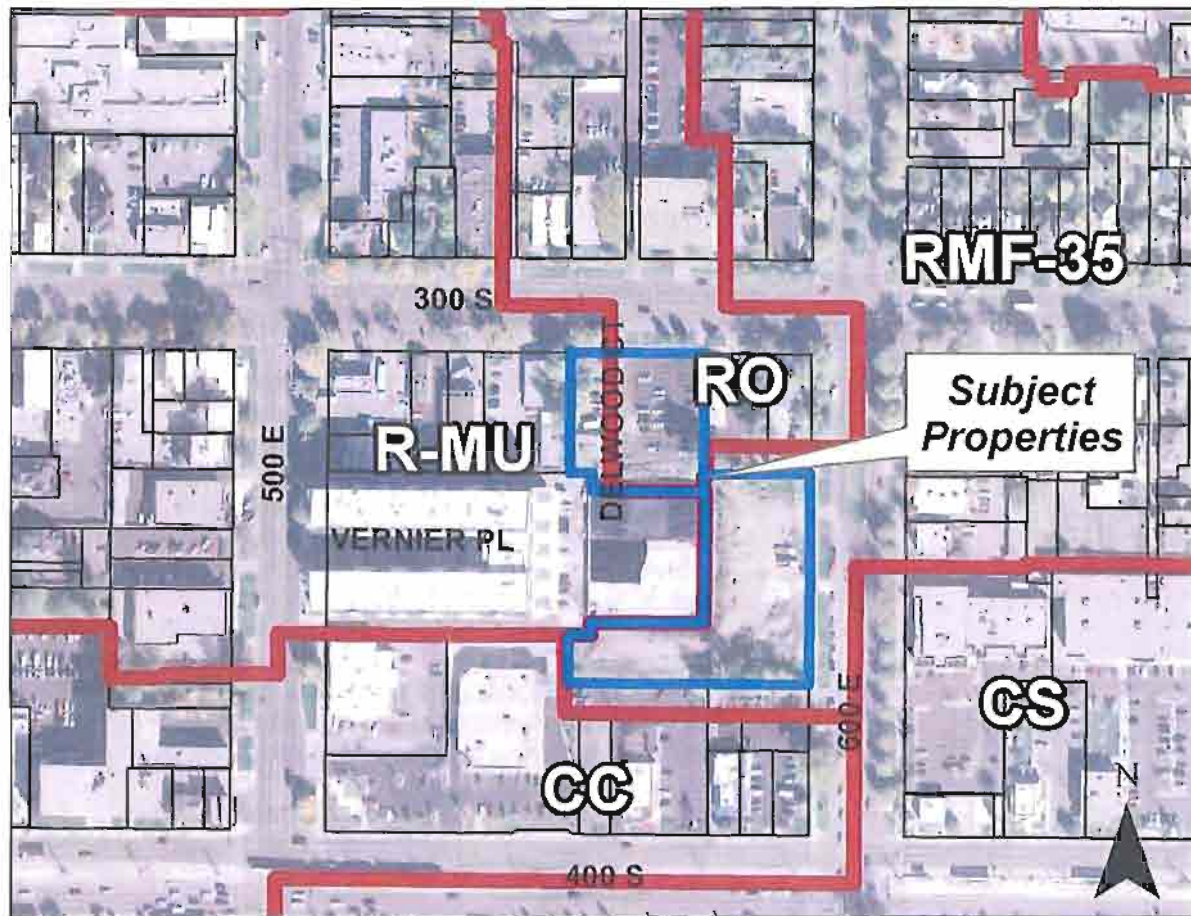 RMF-35
300 S
RO
Subject
Properties
R-MU
500 E
VERNIER PL
CS
600 E
CC
N
400 S